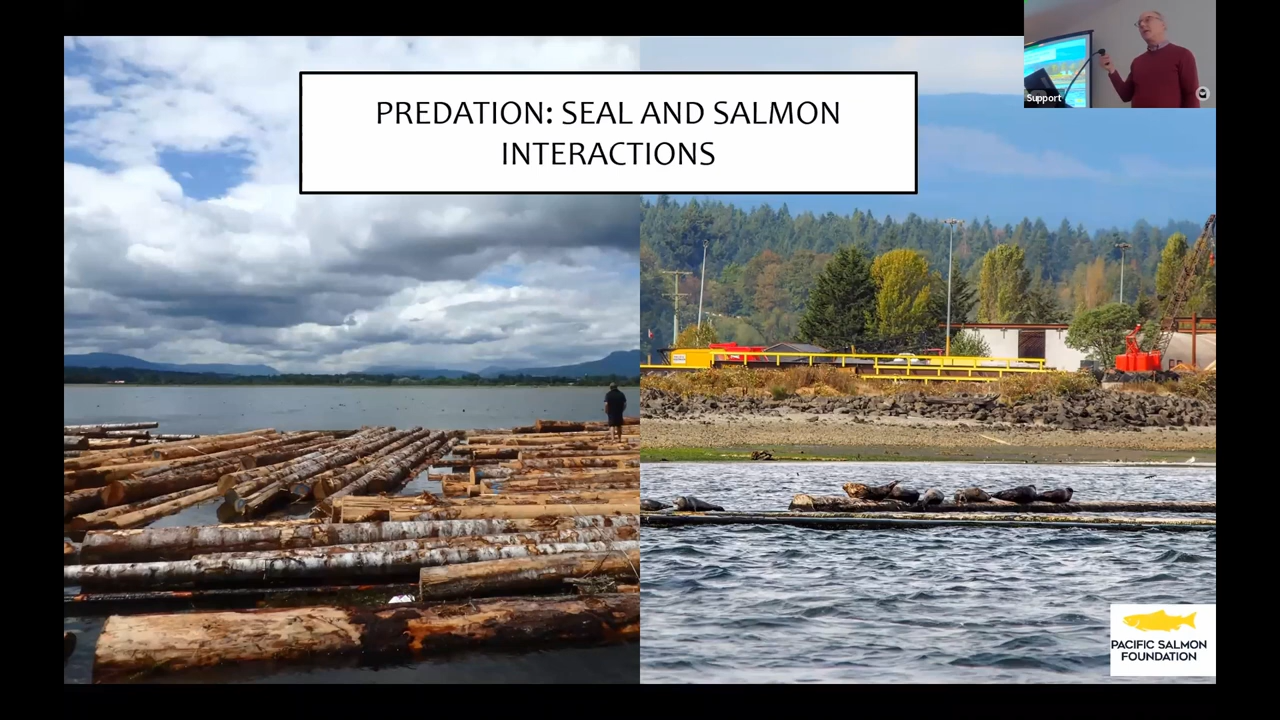 PREDATION: SEAL AND SALMON
INTERACTIONS
Support
PACIFIC SALMON
FOUNDATION